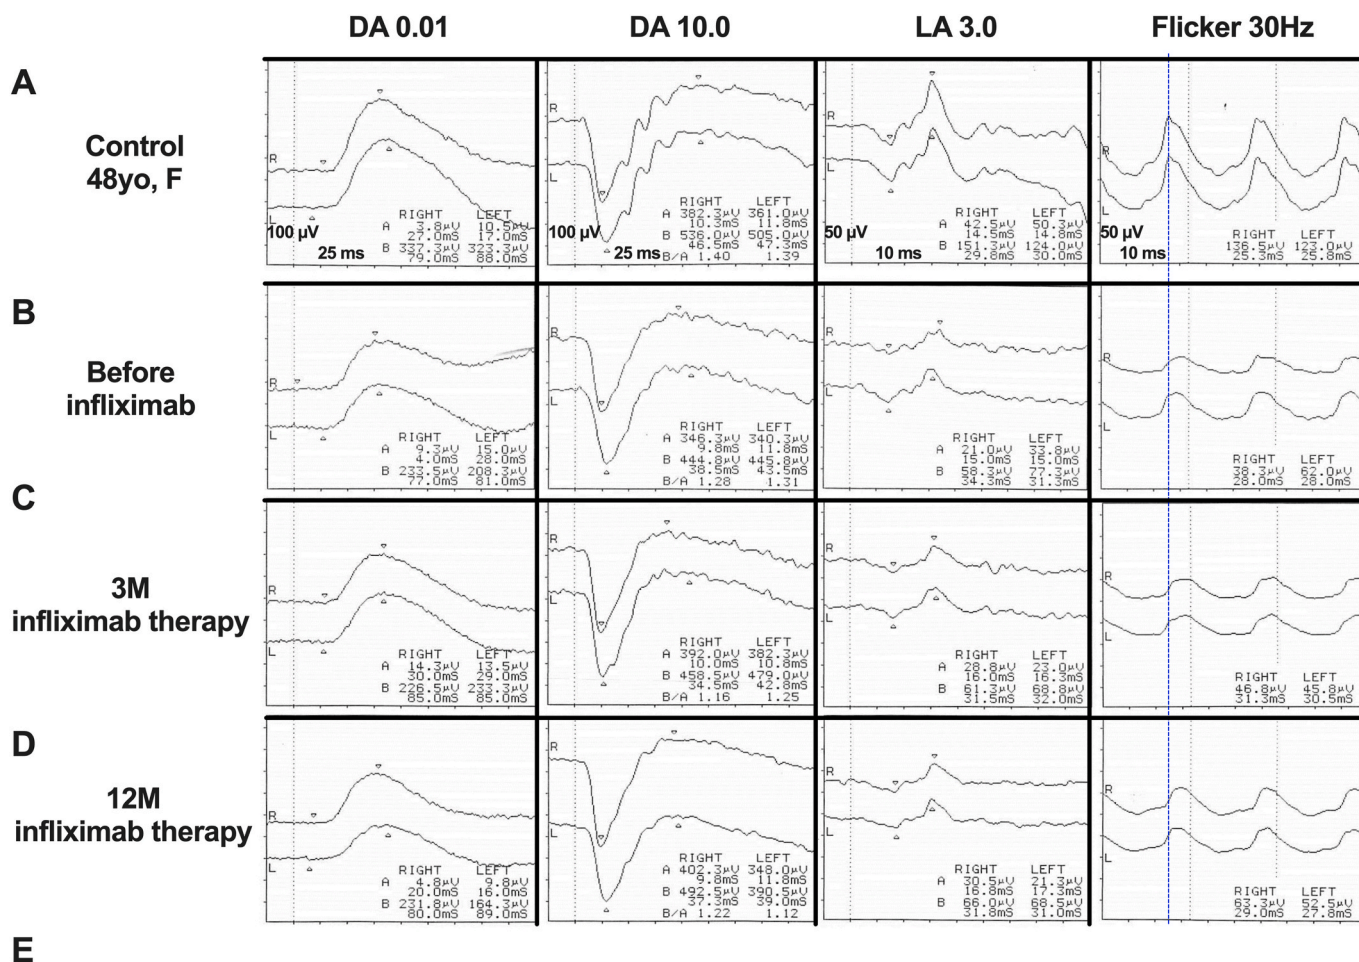 DA 0.01 DA 10.0 LA 3.0 Flicker 30Hz
A
Control
48yo, F
R
L
RIGHT LEFT
A 3.8µV 10.5µV
27.0mS 17.0mS
B 337.3µV 323.3µV
79.0mS 88.0mS
100 µV
25 ms
R
L
RIGHT LEFT
A 382.3µV 361.0µV
10.3mS 11.8mS
B 536.0µV 505.0µV
46.5mS 47.3mS
B/A 1.40 1.39
100 µV
25 ms
R
L
RIGHT LEFT
A 42.5µV 50.3µV
14.5mS 14.8mS
B 151.3µV 124.0µV
29.8mS 30.0mS
50 µV
10 ms
R
L
RIGHT LEFT
136.5µV 123.0µV
25.3mS 25.8mS
50 µV
10 ms
B
Before
infliximab
R
L
RIGHT LEFT
A 9.3µV 15.0µV
4.0mS 28.0mS
B 233.5µV 208.3µV
77.0mS 81.0mS
R
L
RIGHT LEFT
A 346.3µV 340.3µV
9.8mS 11.8mS
B 444.8µV 445.8µV
38.5mS 43.5mS
B/A 1.28 1.31
R
L
RIGHT LEFT
A 21.0µV 33.8µV
15.0mS 15.0mS
B 58.3µV 77.3µV
34.3mS 31.3mS
R
L
RIGHT LEFT
38.3µV 62.0µV
28.0mS 28.0mS
C
3M
infliximab therapy
R
L
RIGHT LEFT
A 14.3µV 13.5µV
30.0mS 29.0mS
B 226.5µV 233.3µV
85.0mS 85.0mS
R
L
RIGHT LEFT
A 392.0µV 382.3µV
10.0mS 10.8mS
B 458.5µV 479.0µV
34.5mS 42.8mS
B/A 1.16 1.25
R
L
RIGHT LEFT
A 28.8µV 23.0µV
16.0mS 16.3mS
B 61.3µV 68.8µV
31.5mS 32.0mS
R
L
RIGHT LEFT
46.8µV 45.8µV
31.3mS 30.5mS
D
12M
infliximab therapy
R
L
RIGHT LEFT
A 4.8µV 9.8µV
20.0mS 16.0mS
B 231.8µV 164.3µV
80.0mS 89.0mS
R
L
RIGHT LEFT
A 402.3µV 348.0µV
9.8mS 11.8mS
B 492.5µV 390.5µV
37.3mS 39.0mS
B/A 1.22 1.12
R
L
RIGHT LEFT
A 30.5µV 21.3µV
16.8mS 17.3mS
B 66.0µV 68.5µV
31.8mS 31.0mS
R
L
RIGHT LEFT
63.3µV 52.5µV
29.0mS 27.8mS
E